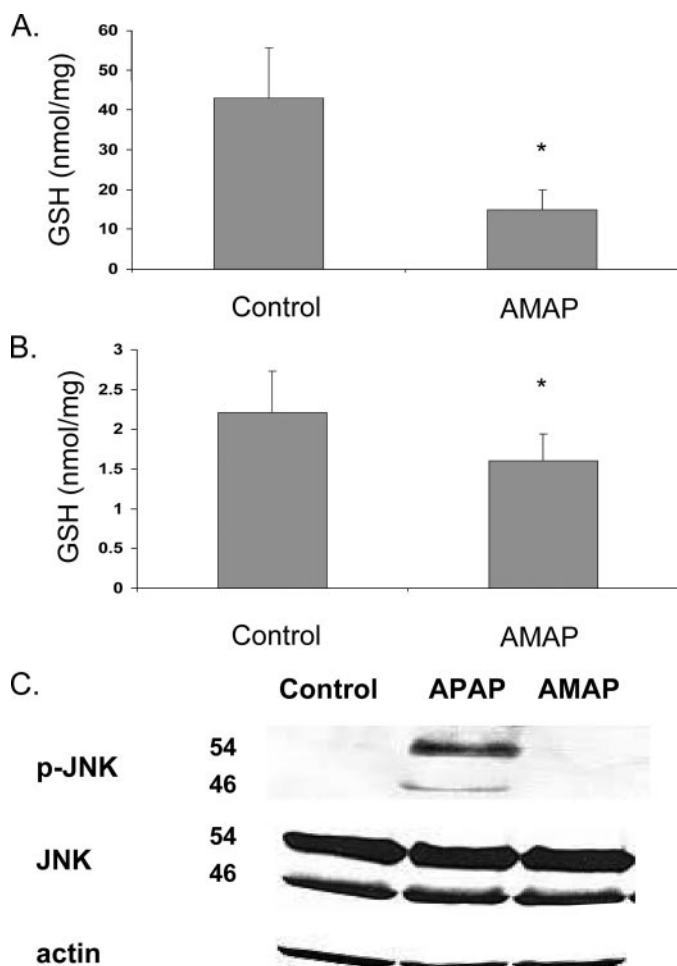 A.
60
50
40
30
20
10
0
GSH (nmol/mg)
*
Control AMAP
B.
3
2.5
2
1.5
1
0.5
0
GSH (nmol/mg)
*
Control AMAP
C.
Control APAP AMAP
p-JNK
54
46
JNK
54
46
actin